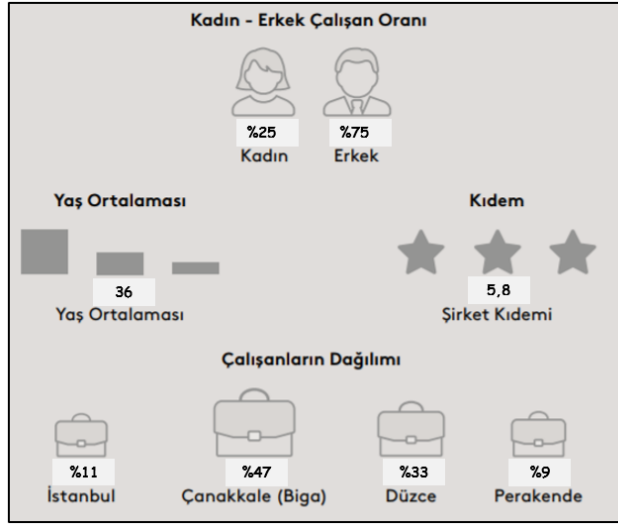 Kadın - Erkek Çalışan Oranı
%25 %75
Kadın Erkek
Yaş Ortalaması Kıdem
36 5,8
Yaş Ortalaması Şirket Kıdemi
Çalışanların Dağılımı
%11 %47 %33 %9
İstanbul Çanakkale (Biga) Düzce Perakende